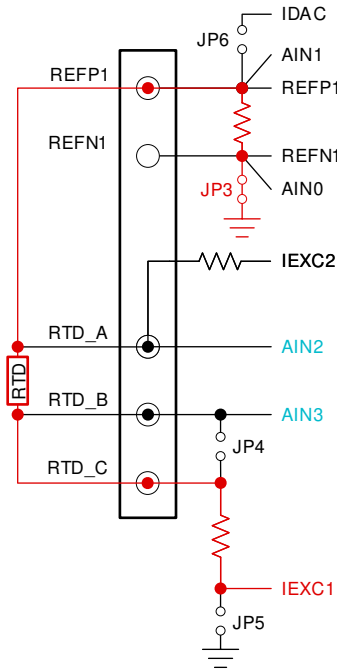 IDAC
JP6
AIN1
REFP1
REFP1
REFN1
REFN1
JP3
AIN0
IEXC2
RTD_A
AIN2
RTD
RTD_B
AIN3
JP4
RTD_C
IEXC1
JP5